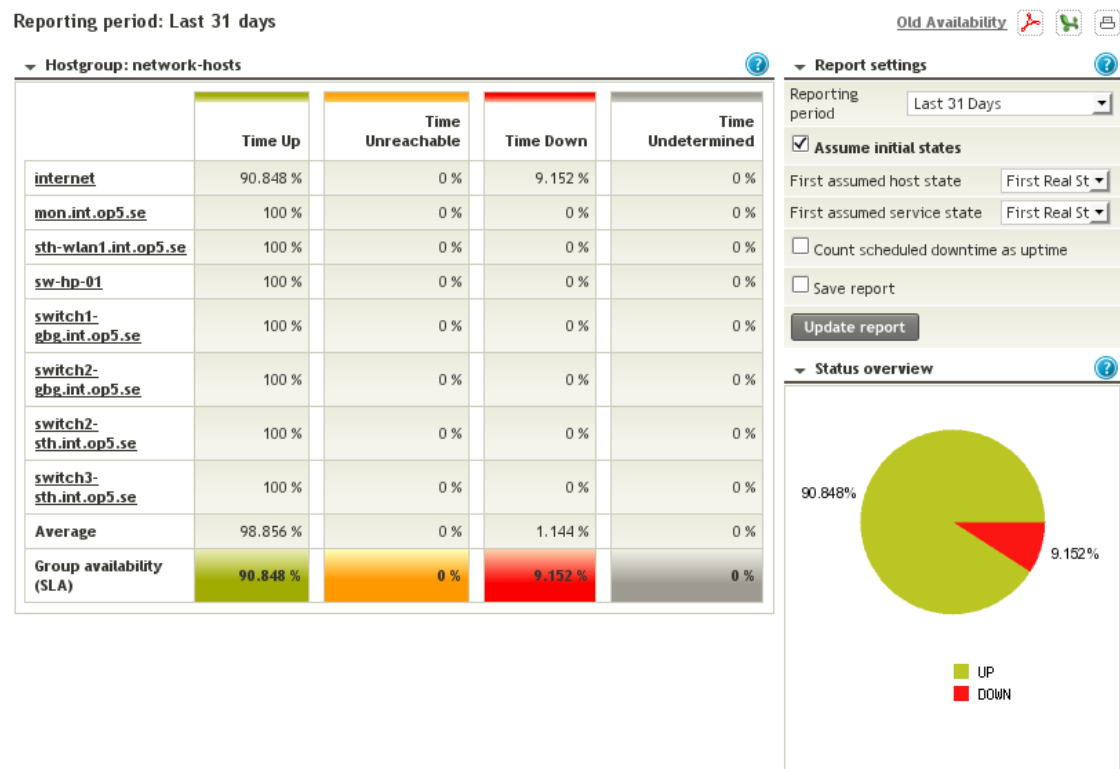 Reporting period: Last 31 days
Old Availability
Hostgroup: network-hosts
Time Up
Time
Unreachable
Time Down
Time
Undetermined
internet 90.848 % 0 % 9.152 % 0 %
mon.int.op5.se 100 % 0 % 0 % 0 %
sth-wlan1.int.op5.se 100 % 0 % 0 % 0 %
sw-hp-01 100 % 0 % 0 % 0 %
switch1-
gbg.int.op5.se 100 % 0 % 0 % 0 %
switch2-
gbg.int.op5.se 100 % 0 % 0 % 0 %
switch2-
sth.int.op5.se 100 % 0 % 0 % 0 %
switch3-
sth.int.op5.se 100 % 0 % 0 % 0 %
Average 98.856 % 0 % 1.144 % 0 %
Group availability
(SLA) 90.848 % 0 % 9.152 % 0 %
Report settings
Reporting
period
Last 31 Days
Assume initial states
First assumed host state First Real St
First assumed service state First Real St
Count scheduled downtime as uptime
Save report
Update report
Status overview
90.848%
9.152%
UP
DOWN